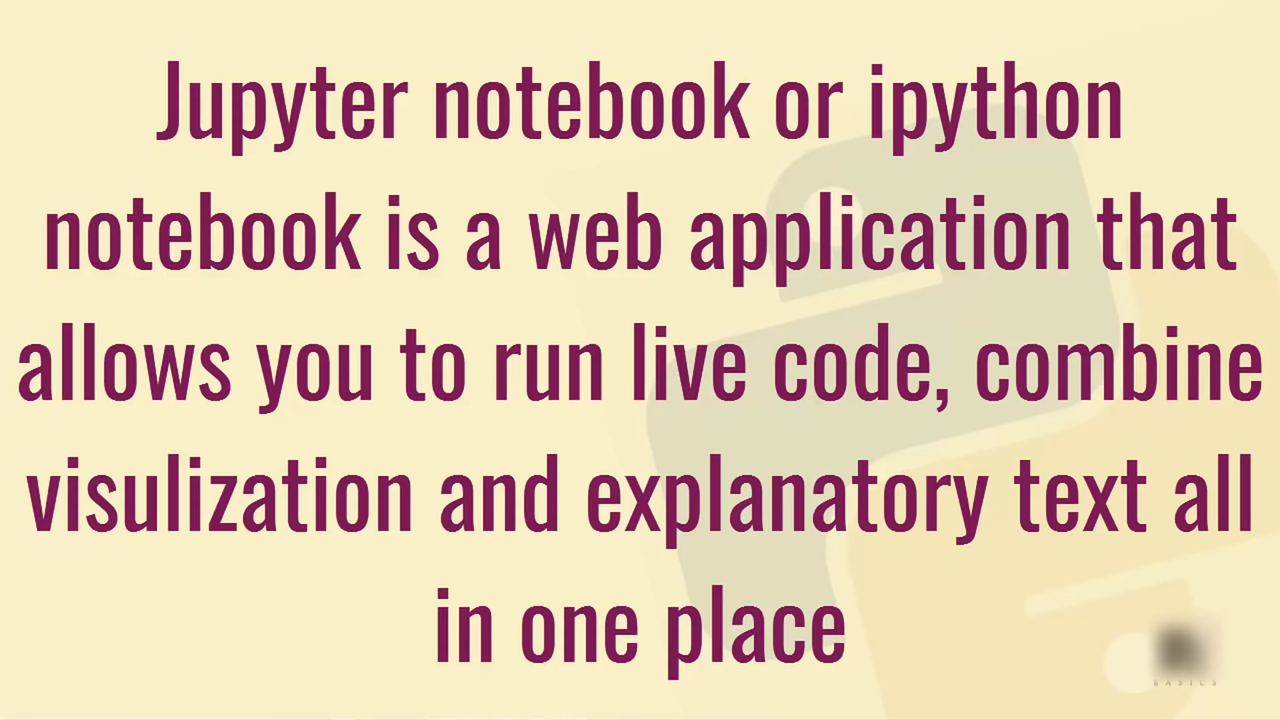 Jupyter notebook or ipython
notebook is a web application that
allows you to run live code, combine
visulization and explanatory text all
in one place
BASICS